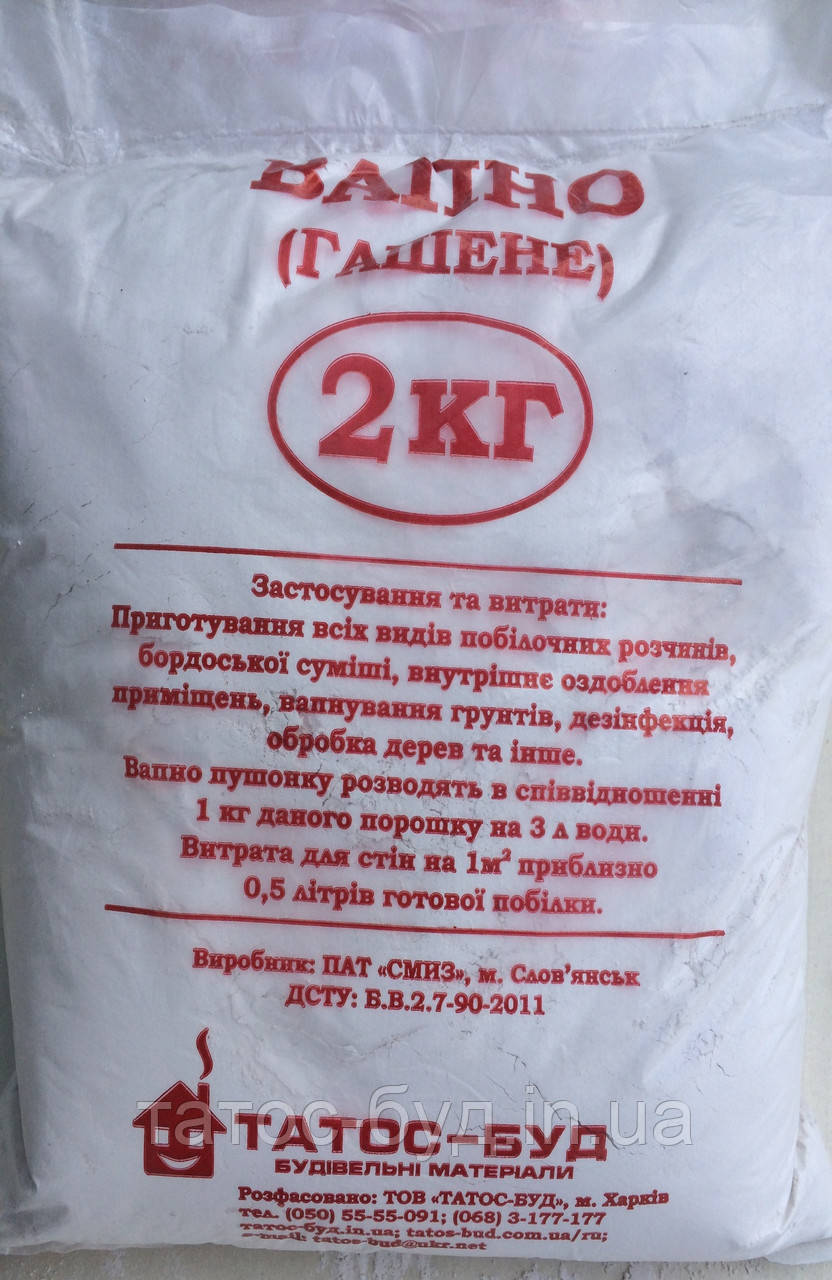 ВАПНО
(ГАШЕНЕ)
2КГ
Застосування та витрати:
Приготування всіх видів побілочних розчинів,
бордоської суміші, внутрішнє оздоблення
приміщень, вапнування грунтів, дезінфекція,
обробка дерев та інше.
Вапно пушонку розводять в співвідношенні
1 кг даного порошку на 3 л води.
Витрата для стін на 1м² приблизно
0,5 літрів готової побілки.
Виробник: ПАТ «СМИЗ», м. Слов'янськ
ДСТУ: Б.В.2.7-90-2011
татос-буд.in.ua
ТАТОС-БУД
БУДІВЕЛЬНІ МАТЕРІАЛИ
Розфасовано: ТОВ «ТАТОС-БУД», м. Харків
тел. (050) 55-55-091; (068) 3-177-177
татос-буд.in.ua; tatos-bud.com.ua/ru;
e-mail: tatos-bud@ukr.net